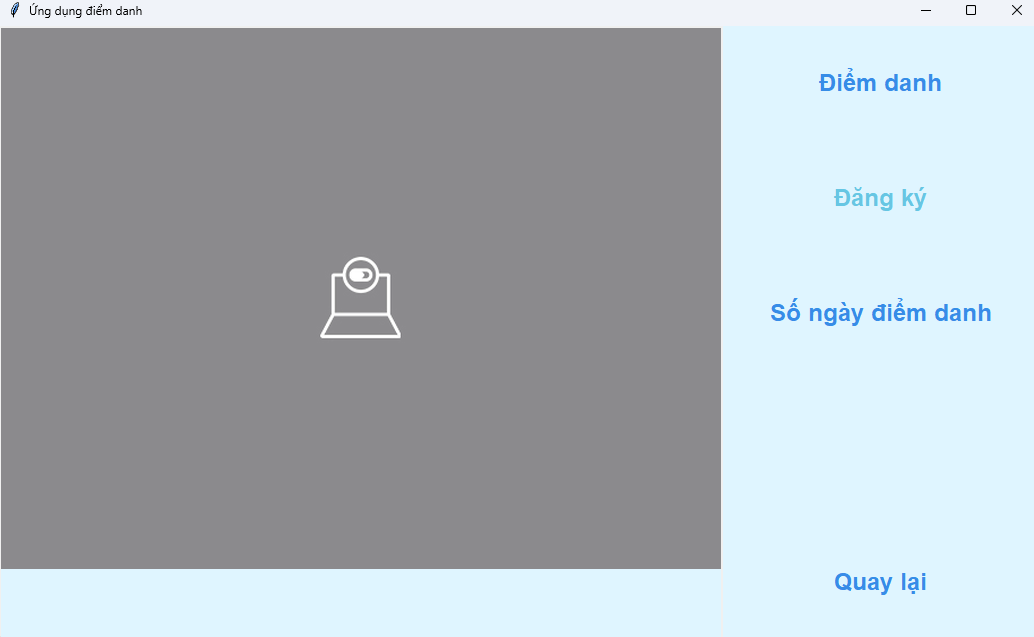 Ứng dụng điểm danh
Điểm danh
Đăng ký
Số ngày điểm danh
Quay lại